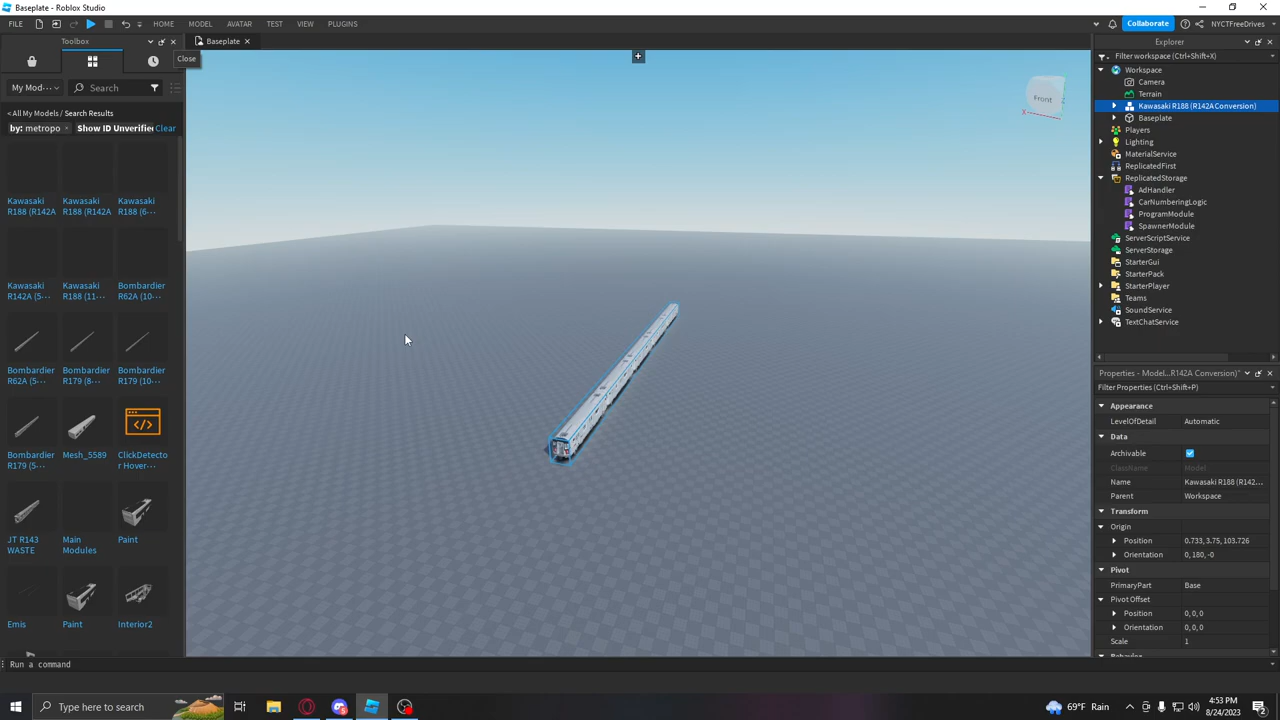 Baseplate - Roblox Studio
FILE
HOME
MODEL
AVATAR
TEST
VIEW
PLUGINS
Collaborate
NYCTFreeDrives
Toolbox
Close
Baseplate
My Mod...
Search
< All My Models / Search Results
by: metropo
Show ID Unverifie
Clear
Kawasaki R188 (R142A
Kawasaki R188 (R142A
Kawasaki R188 (6-···
Kawasaki R142A (5-···
Kawasaki R188 (11-···
Bombardier R62A (10-···
Bombardier R62A (5-···
Bombardier R179 (8-···
Bombardier R179 (10-···
Bombardier R179 (5-···
Mesh_5589
ClickDetecto r Hover-···
JT R143 WASTE
Main Modules
Paint
Emis
Paint
Interior2
Front
X
Explorer
Filter workspace (Ctrl+Shift+X)
Workspace
Camera
Terrain
Kawasaki R188 (R142A Conversion)
Baseplate
Players
Lighting
MaterialService
ReplicatedFirst
ReplicatedStorage
AdHandler
CarNumberingLogic
ProgramModule
SpawnerModule
ServerScriptService
ServerStorage
StarterGui
StarterPack
StarterPlayer
Teams
SoundService
TextChatService
Properties - Model...R142A Conversion)"
Filter Properties (Ctrl+Shift+P)
Appearance
LevelOfDetail Automatic
Data
Archivable
ClassName Model
Name Kawasaki R188 (R142...
Parent Workspace
Transform
Origin
Position 0.733, 3.75, 103.726
Orientation 0, 180, -0
Pivot
PrimaryPart Base
Pivot Offset
Position 0, 0, 0
Orientation 0, 0, 0
Scale 1
Run a command
Type here to search
69°F Rain
4:53 PM
8/24/2023
2